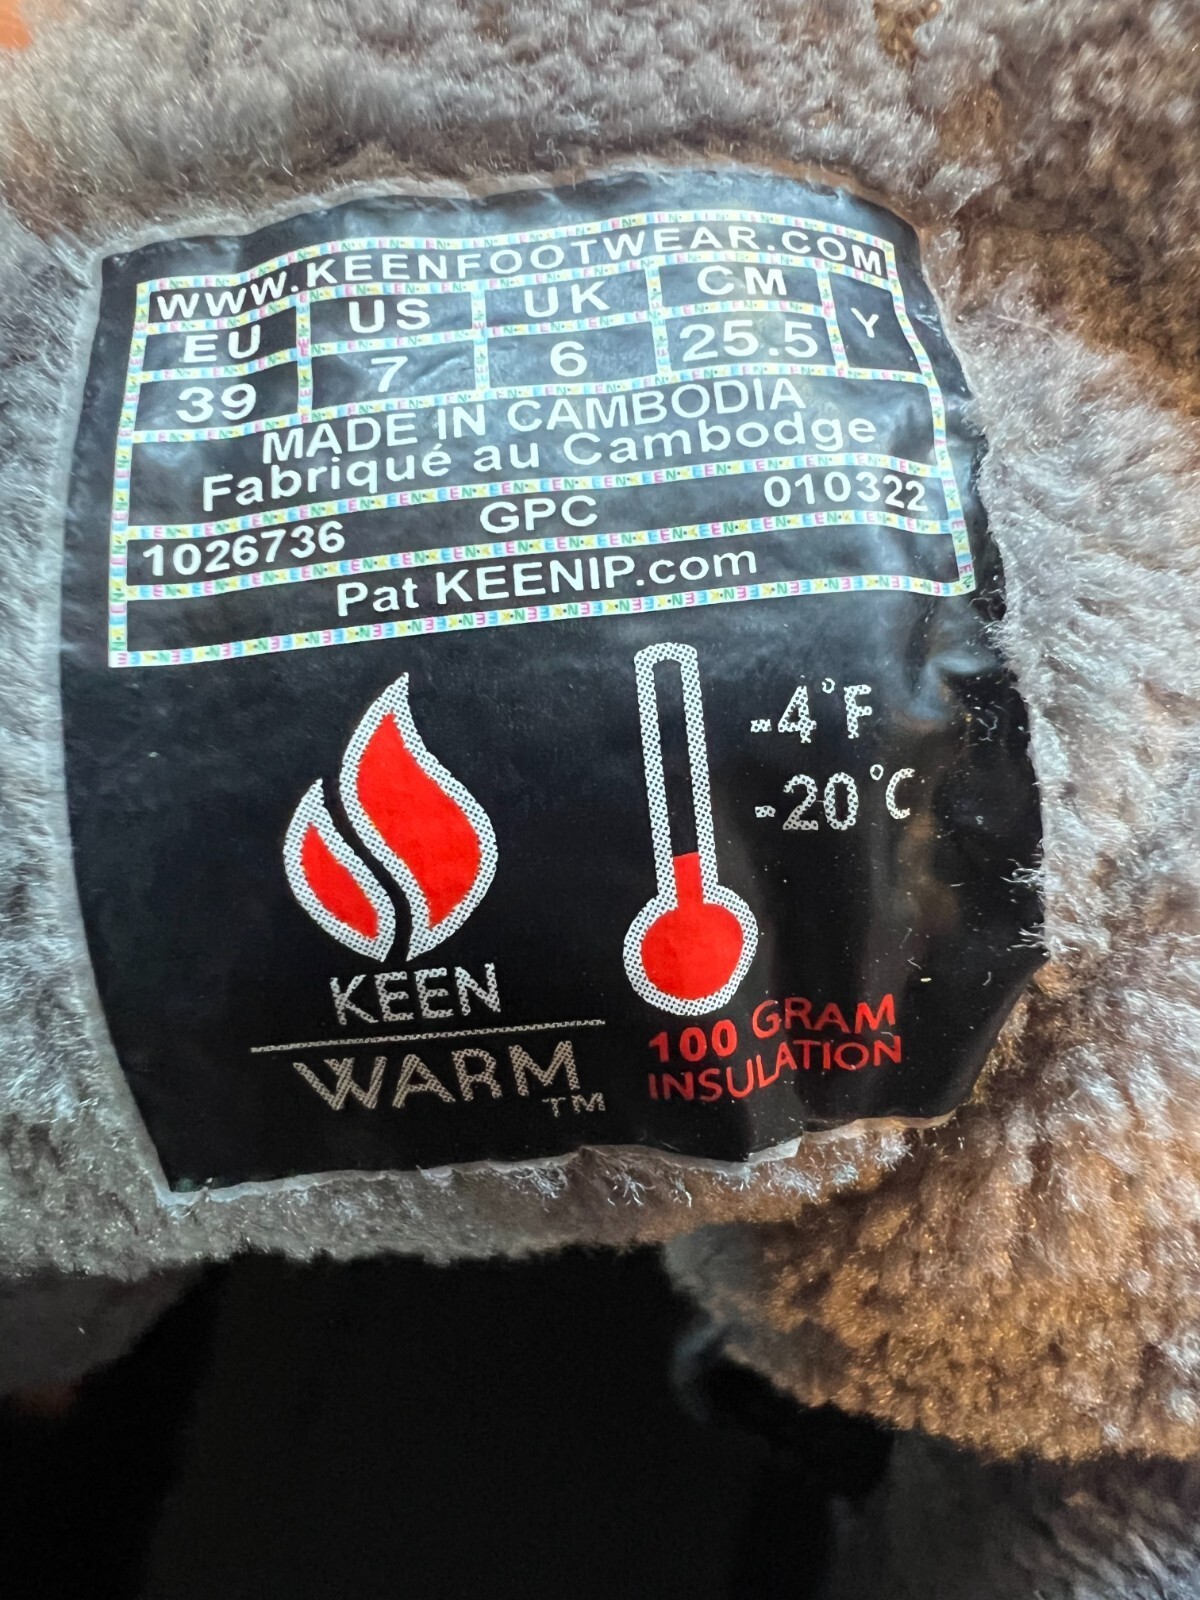 WWW.KEENFOOTWEAR.COM
EU US UK CM Y
39 7 6 25.5
MADE IN CAMBODIA
Fabriqué au Cambodge
1026736 GPC 010322
Pat KEENIP.com
-4°F
-20°C
KEEN
WARM TM
100 GRAM
INSULATION